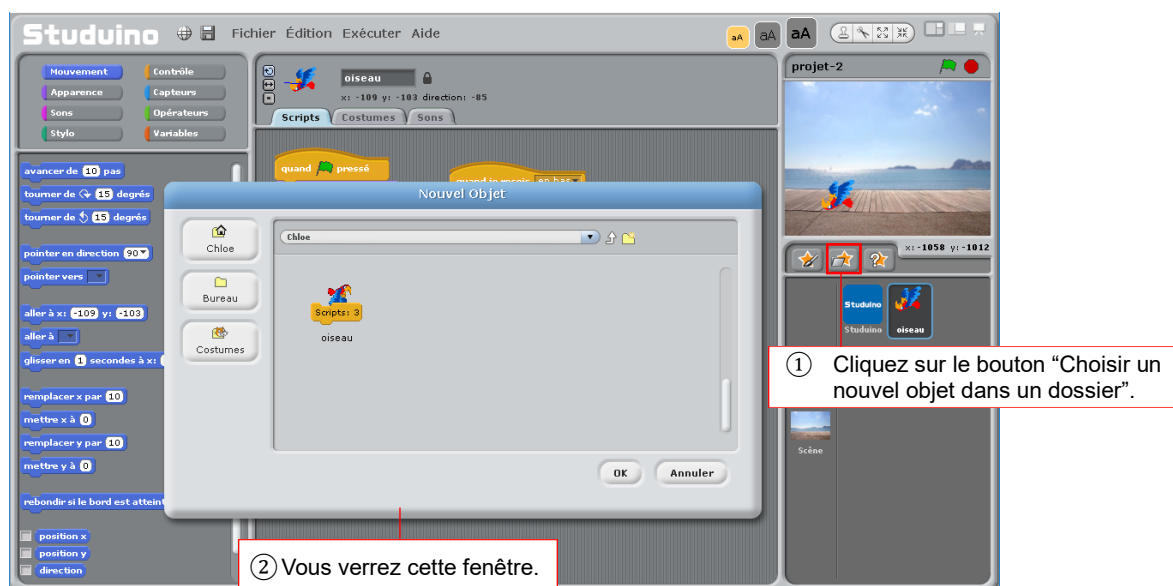 Studuino Fichier Édition Exécuter Aide aA aA aA
Mouvement Contrôle
Apparence Capteurs
Sons Opérateurs
Stylo Variables
oiseau
x: -109 y: -103 direction: -85
Scripts Costumes Sons
projet-2
avancer de 10 pas
tourner de 15 degrés
tourner de 15 degrés
pointer en direction 90
pointer vers
aller à x: -109 y: -103
aller à
glisser en 1 secondes à x:
remplacer x par 10
mettre x à 0
remplacer y par 10
mettre y à 0
rebondir si le bord est atteint
position x
position y
direction
quand pressé
quand je reçois en bas
Nouvel Objet
Chloe
Bureau
Costumes
Chloe
Scripts: 3
oiseau
OK Annuler
x: -1058 y: -1012
Studuino
Studuino oiseau
Scène
① Cliquez sur le bouton “Choisir un
nouvel objet dans un dossier”.
② Vous verrez cette fenêtre.